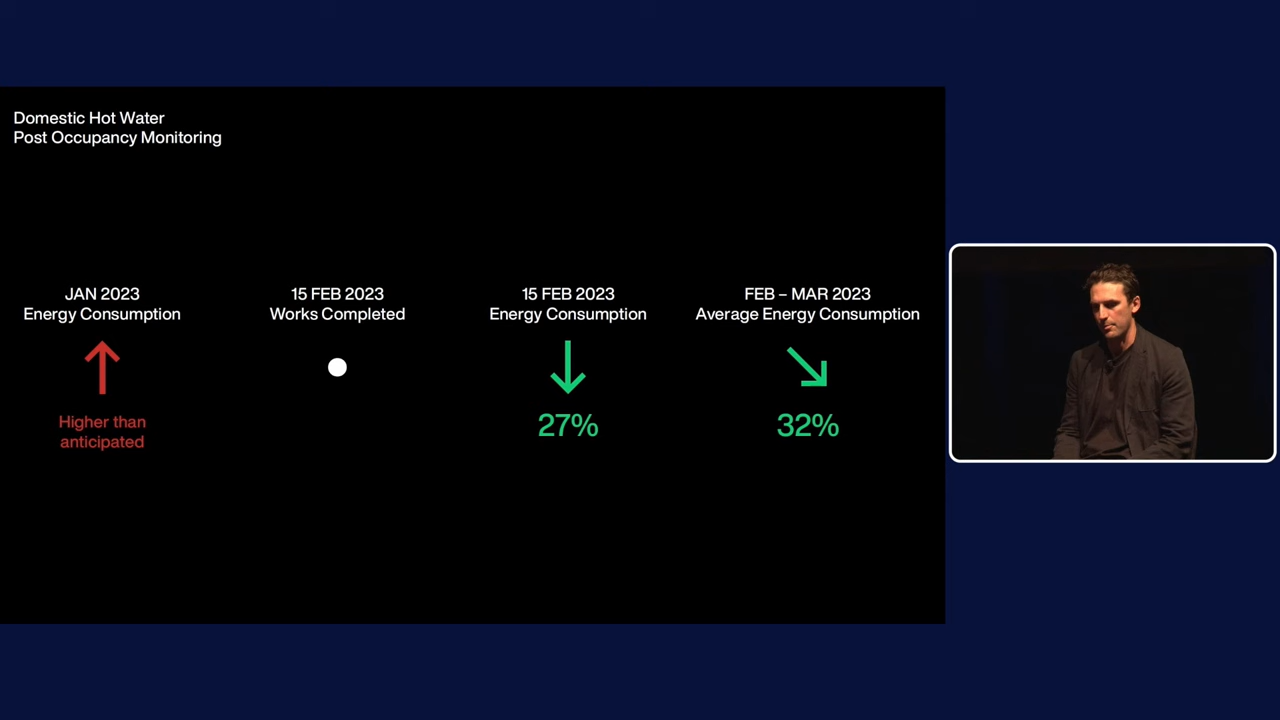 Domestic Hot Water
Post Occupancy Monitoring
JAN 2023
Energy Consumption
Higher than
anticipated
15 FEB 2023
Works Completed
15 FEB 2023
Energy Consumption
27%
FEB – MAR 2023
Average Energy Consumption
32%